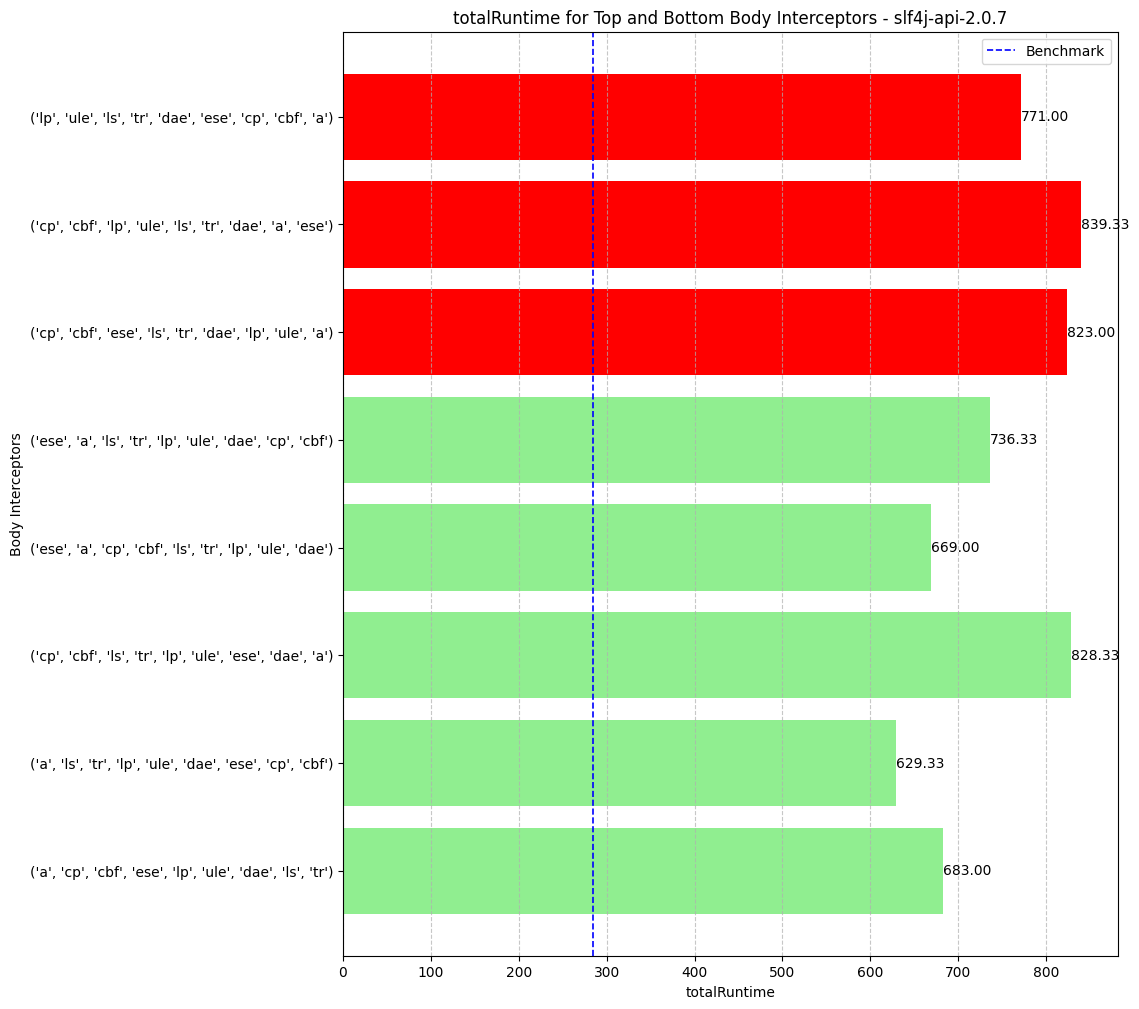 totalRuntime for Top and Bottom Body Interceptors - slf4j-api-2.0.7
Benchmark
('lp', 'ule', 'ls', 'tr', 'dae', 'ese', 'cp', 'cbf', 'a')
771.00
('cp', 'cbf', 'lp', 'ule', 'ls', 'tr', 'dae', 'a', 'ese')
839.33
('cp', 'cbf', 'ese', 'ls', 'tr', 'dae', 'lp', 'ule', 'a')
823.00
('ese', 'a', 'ls', 'tr', 'lp', 'ule', 'dae', 'cp', 'cbf')
736.33
('ese', 'a', 'cp', 'cbf', 'ls', 'tr', 'lp', 'ule', 'dae')
669.00
('cp', 'cbf', 'ls', 'tr', 'lp', 'ule', 'ese', 'dae', 'a')
828.33
('a', 'ls', 'tr', 'lp', 'ule', 'dae', 'ese', 'cp', 'cbf')
629.33
('a', 'cp', 'cbf', 'ese', 'lp', 'ule', 'dae', 'ls', 'tr')
683.00
Body Interceptors
0 100 200 300 400 500 600 700 800
totalRuntime